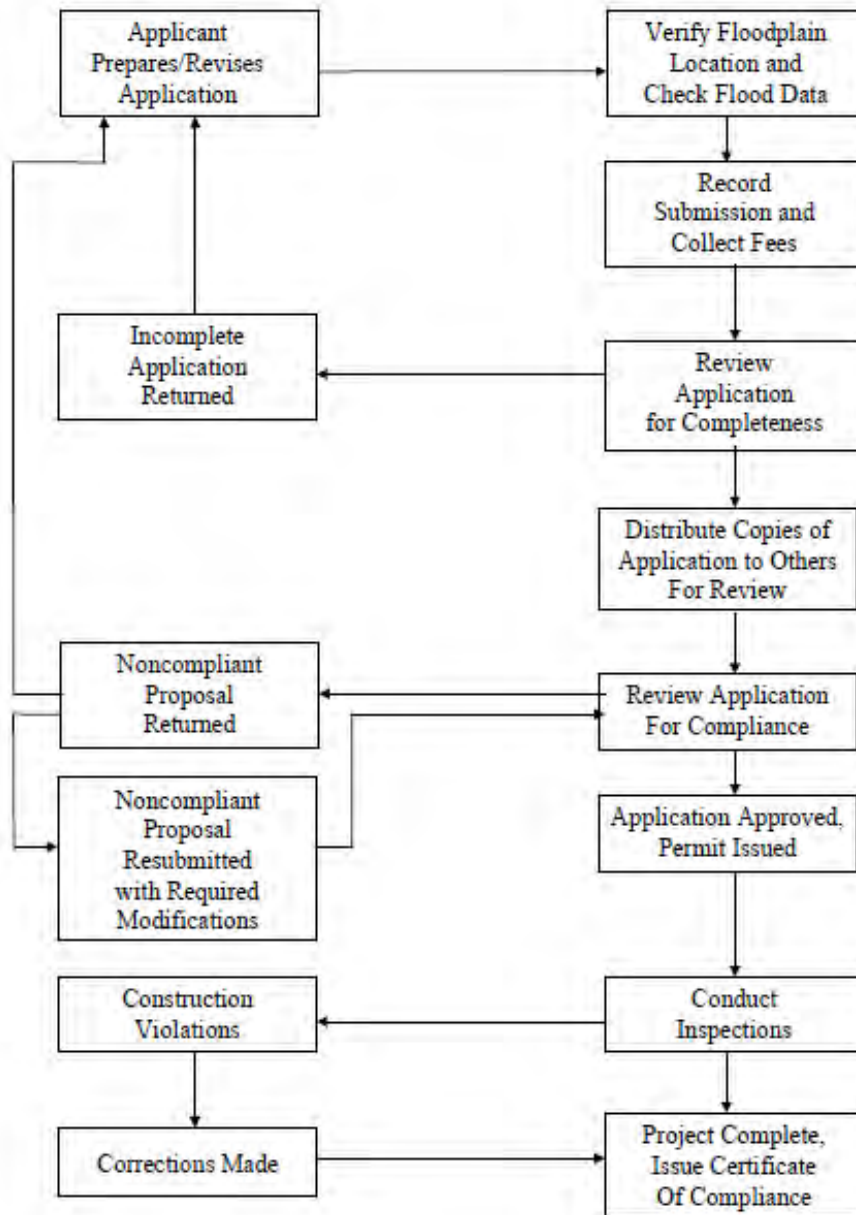 Applicant
Prepares/Revises
Application
Verify Floodplain
Location and
Check Flood Data
Record
Submission and
Collect Fees
Incomplete
Application
Returned
Review
Application
for Completeness
Distribute Copies of
Application to Others
For Review
Noncompliant
Proposal
Returned
Review Application
For Compliance
Noncompliant
Proposal
Resubmitted
with Required
Modifications
Application Approved,
Permit Issued
Construction
Violations
Conduct
Inspections
Corrections Made
Project Complete,
Issue Certificate
Of Compliance